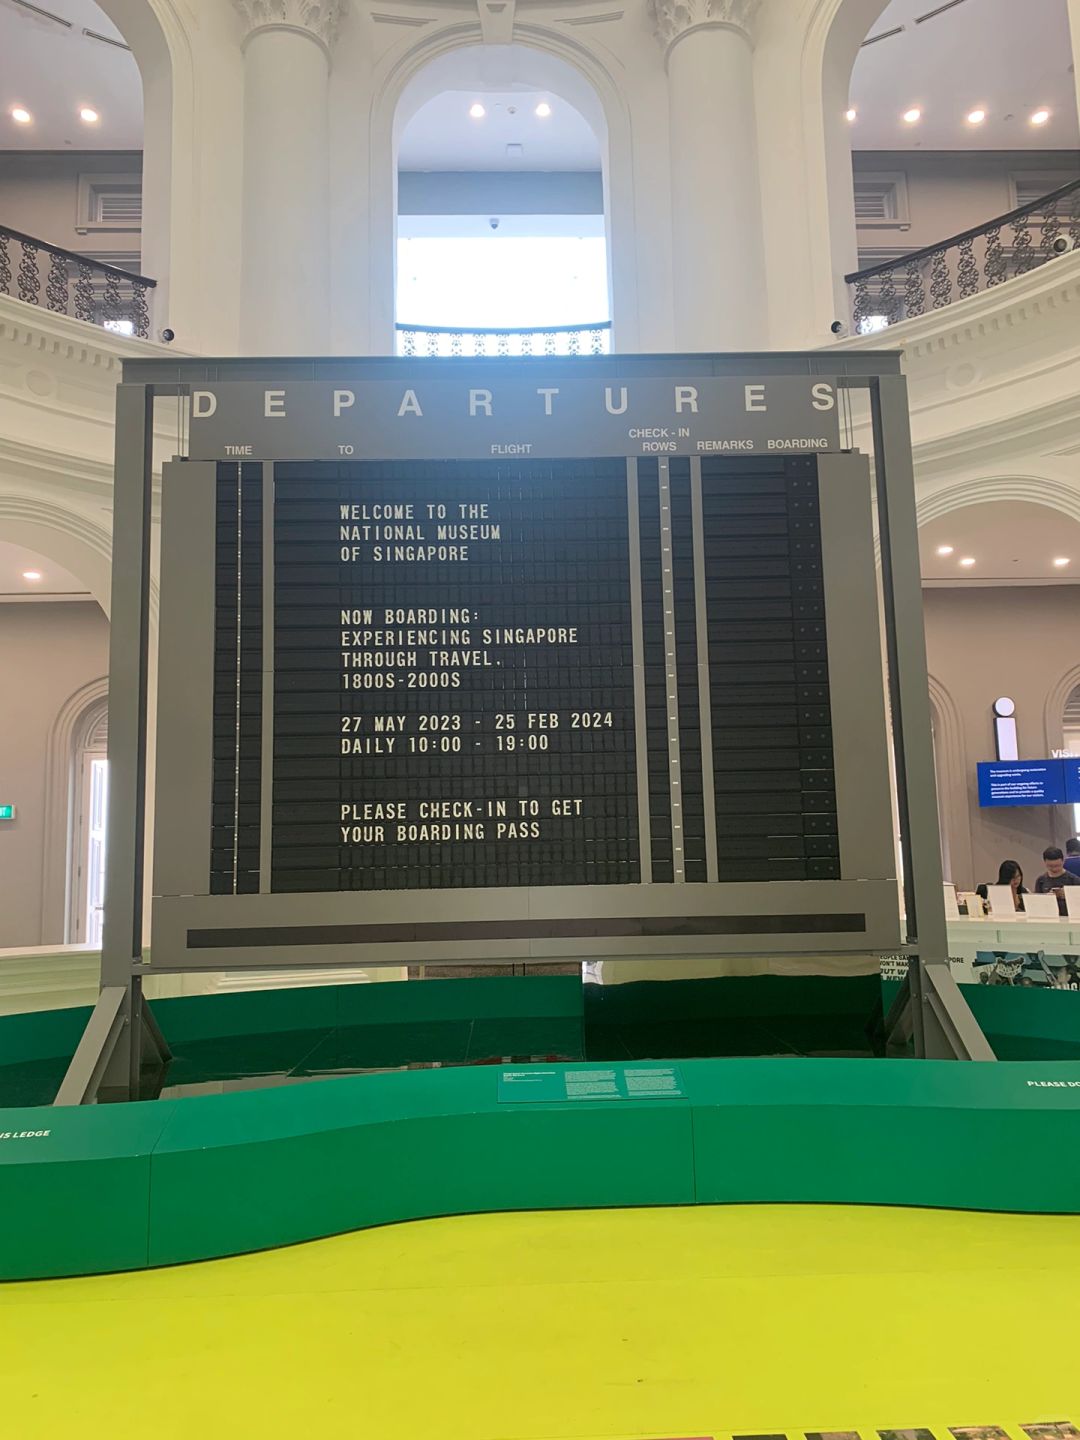 DEPARTURES
TIME TO FLIGHT CHECK-IN ROWS REMARKS BOARDING
WELCOME TO THE
NATIONAL MUSEUM
OF SINGAPORE
NOW BOARDING:
EXPERIENCING SINGAPORE
THROUGH TRAVEL.
1800S-2000S
27 MAY 2023 - 25 FEB 2024
DAILY 10:00 - 19:00
PLEASE CHECK-IN TO GET
YOUR BOARDING PASS
LEDGE
PLEASE